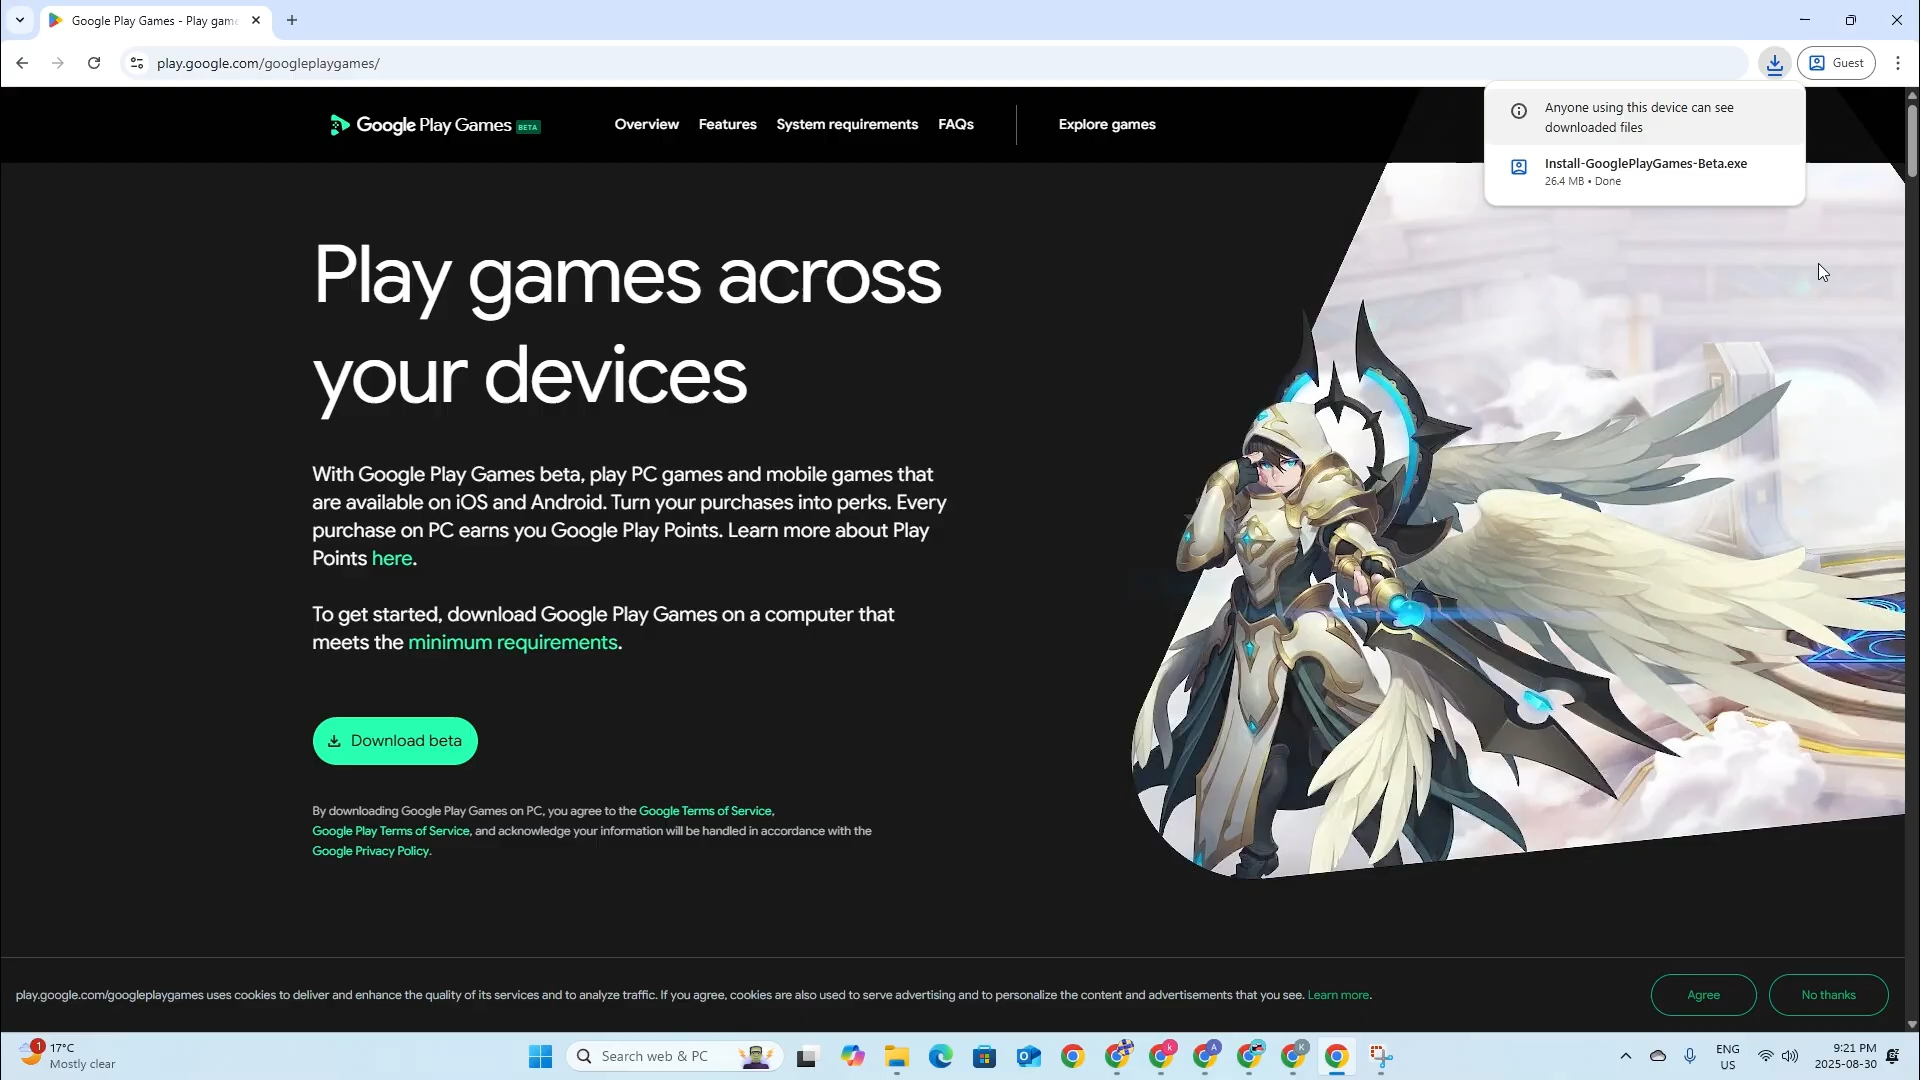 Google Play Games - Play game
play.google.com/googleplaygames/
Guest
Google Play Games BETA
Overview
Features
System requirements
FAQs
Explore games
Anyone using this device can see
downloaded files
Install-GooglePlayGames-Beta.exe
26.4 MB • Done
Play games across
your devices
With Google Play Games beta, play PC games and mobile games that
are available on iOS and Android. Turn your purchases into perks. Every
purchase on PC earns you Google Play Points. Learn more about Play
Points here.
To get started, download Google Play Games on a computer that
meets the minimum requirements.
Download beta
By downloading Google Play Games on PC, you agree to the Google Terms of Service,
Google Play Terms of Service, and acknowledge your information will be handled in accordance with the
Google Privacy Policy.
play.google.com/googleplaygames uses cookies to deliver and enhance the quality of its services and to analyze traffic. If you agree, cookies are also used to serve advertising and to personalize the content and advertisements that you see. Learn more.
Agree
No thanks
1
17°C
Mostly clear
Search web & PC
k
A
K
ENG
US
9:21 PM
2025-08-30